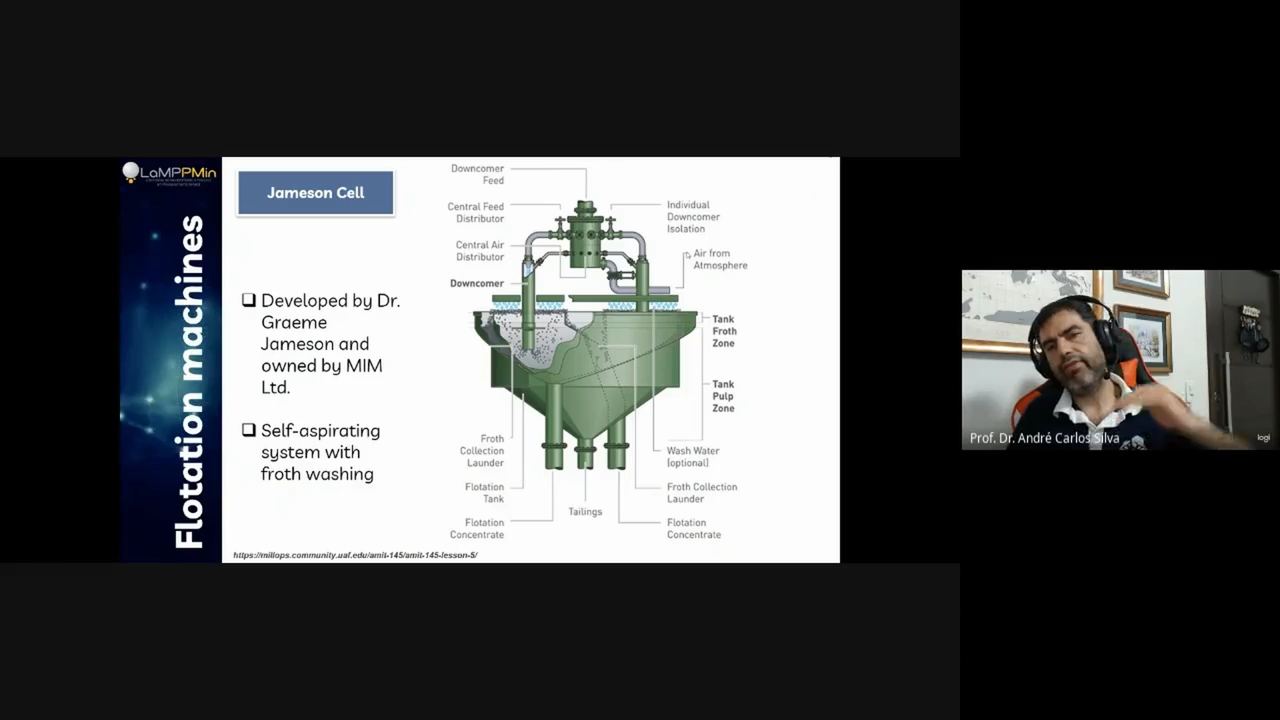 LaMPPMin
Flotation machines
Jameson Cell
Developed by Dr.
Graeme
Jameson and
owned by MIM
Ltd.
Self-aspirating
system with
froth washing
Downcomer
Feed
Central Feed
Distributor
Central Air
Distributor
Downcomer
Individual
Downcomer
Isolation
Air from
Atmosphere
Tank
Froth
Zone
Tank
Pulp
Zone
Froth
Collection
Launder
Flotation
Tank
Flotation
Concentrate
Tailings
Wash Water
(optional)
Froth Collection
Launder
Flotation
Concentrate
https://millops.community.uaf.edu/amit-145/amit-145-lesson-5/
Prof. Dr. André Carlos Silva
logi